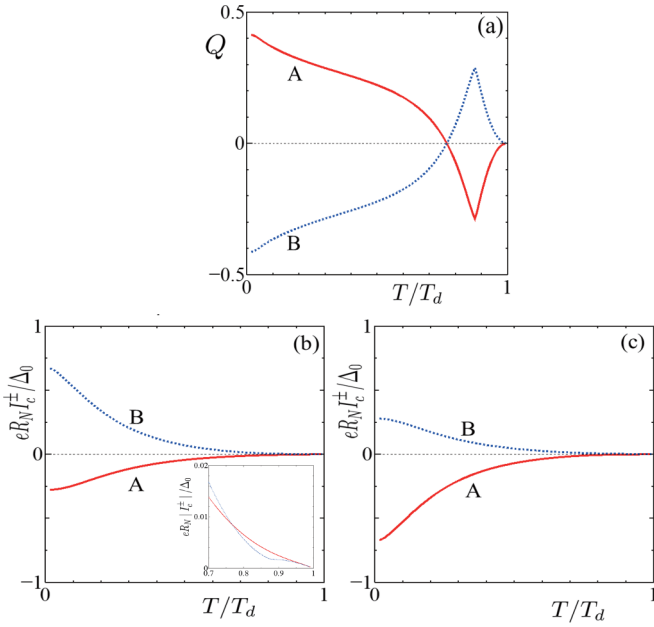 0.5
(a)
Q
A
0
B
−0.5
T/T_d
1
1
(b)
eR_N I_c^±/Δ_0
B
0
A
0.02
eR_N |I_c^±|/Δ_0
0.01
0
0.7
0.8
0.9
1
−1
0
T/T_d
1
1
(c)
eR_N I_c^±/Δ_0
B
0
A
−1
0
T/T_d
1